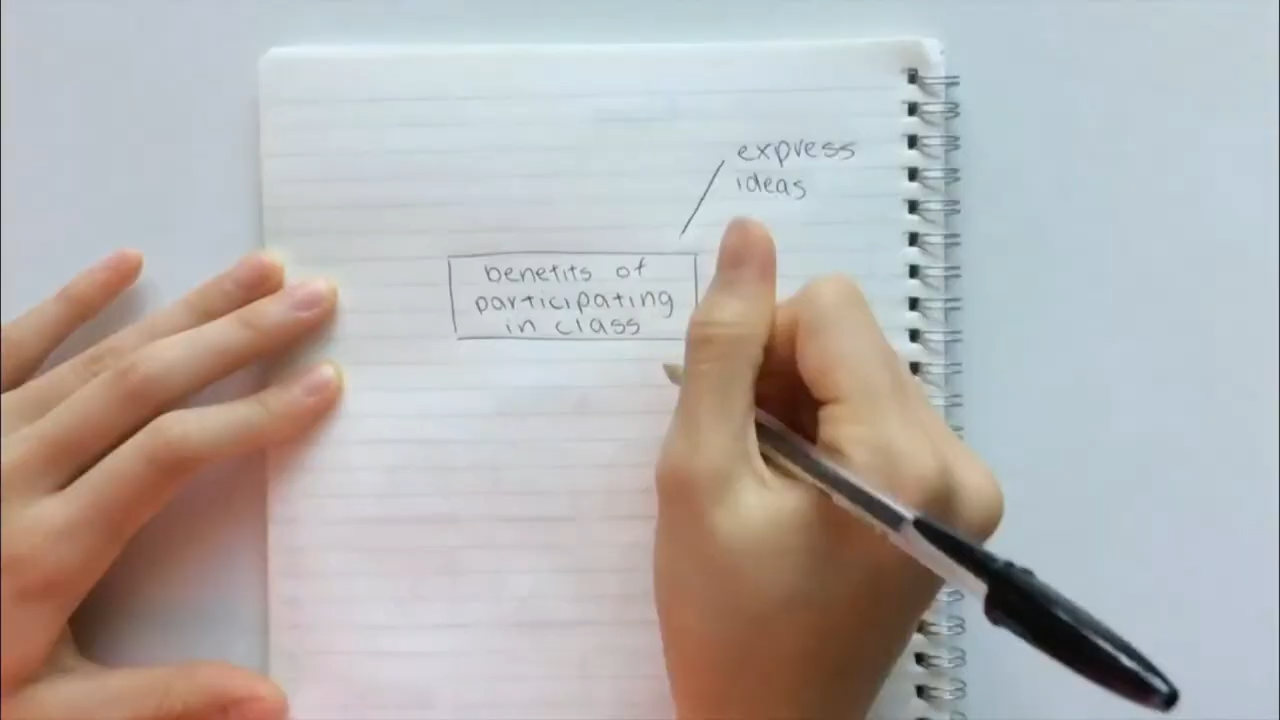 express
ideas
benefits of
participating
in class